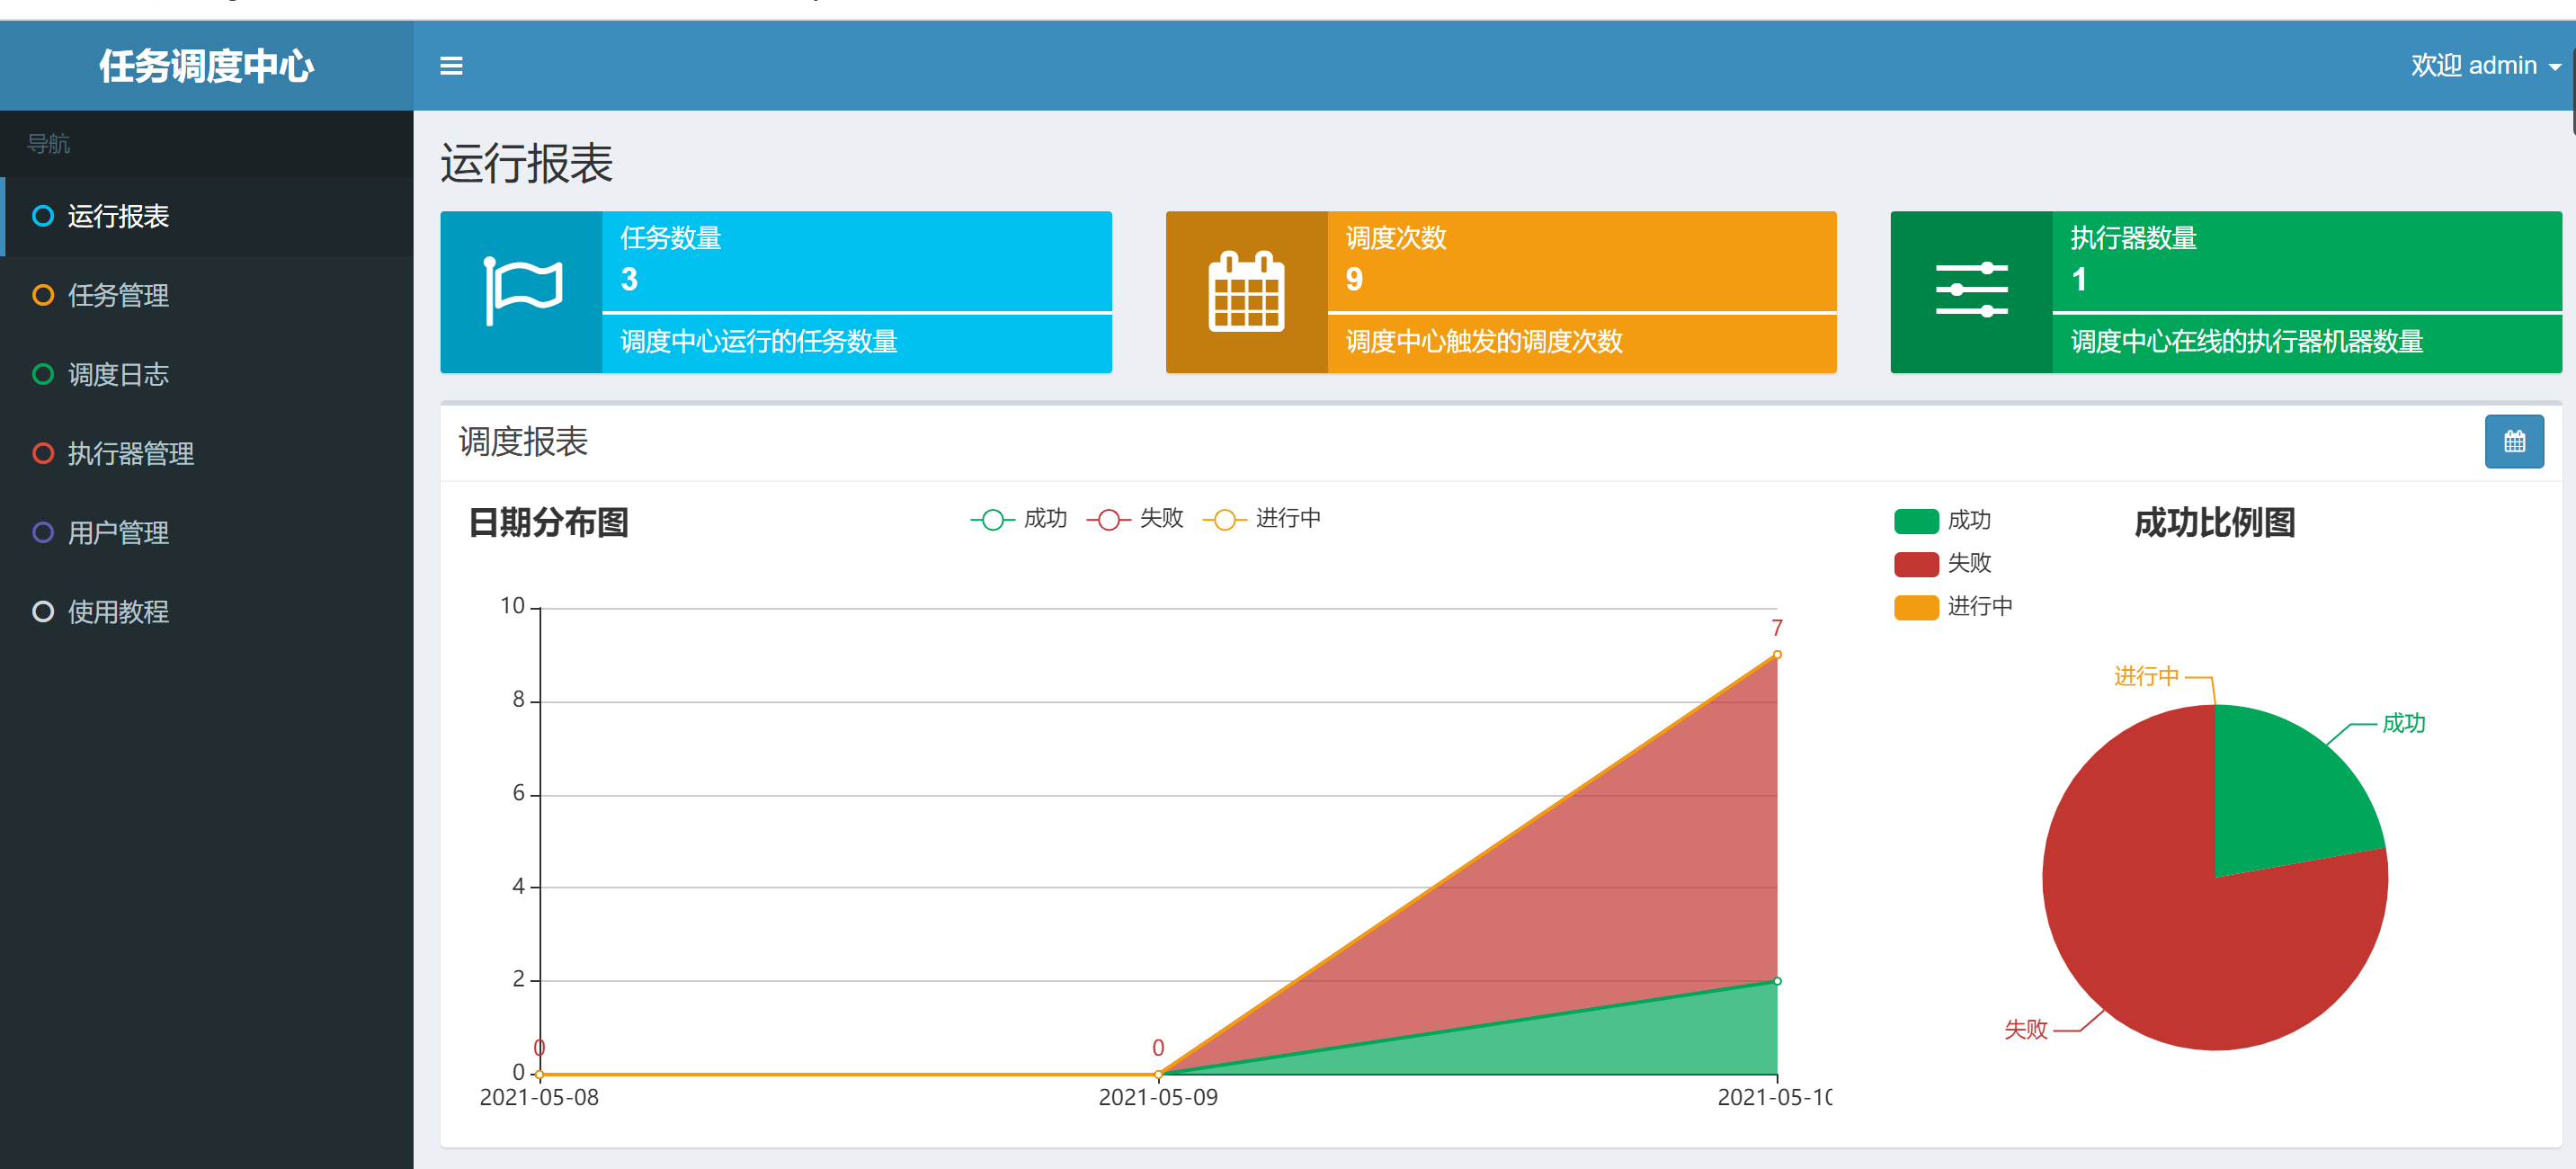 任务调度中心
欢迎 admin
导航
运行报表
任务管理
调度日志
执行器管理
用户管理
使用教程
运行报表
任务数量
3
调度中心运行的任务数量
调度次数
9
调度中心触发的调度次数
执行器数量
1
调度中心在线的执行器机器数量
调度报表
日期分布图
成功 失败 进行中
10
8
6
4
2
0
7
0
0
2021-05-08
2021-05-09
2021-05-10
成功
失败
进行中
成功比例图
进行中
成功
失败